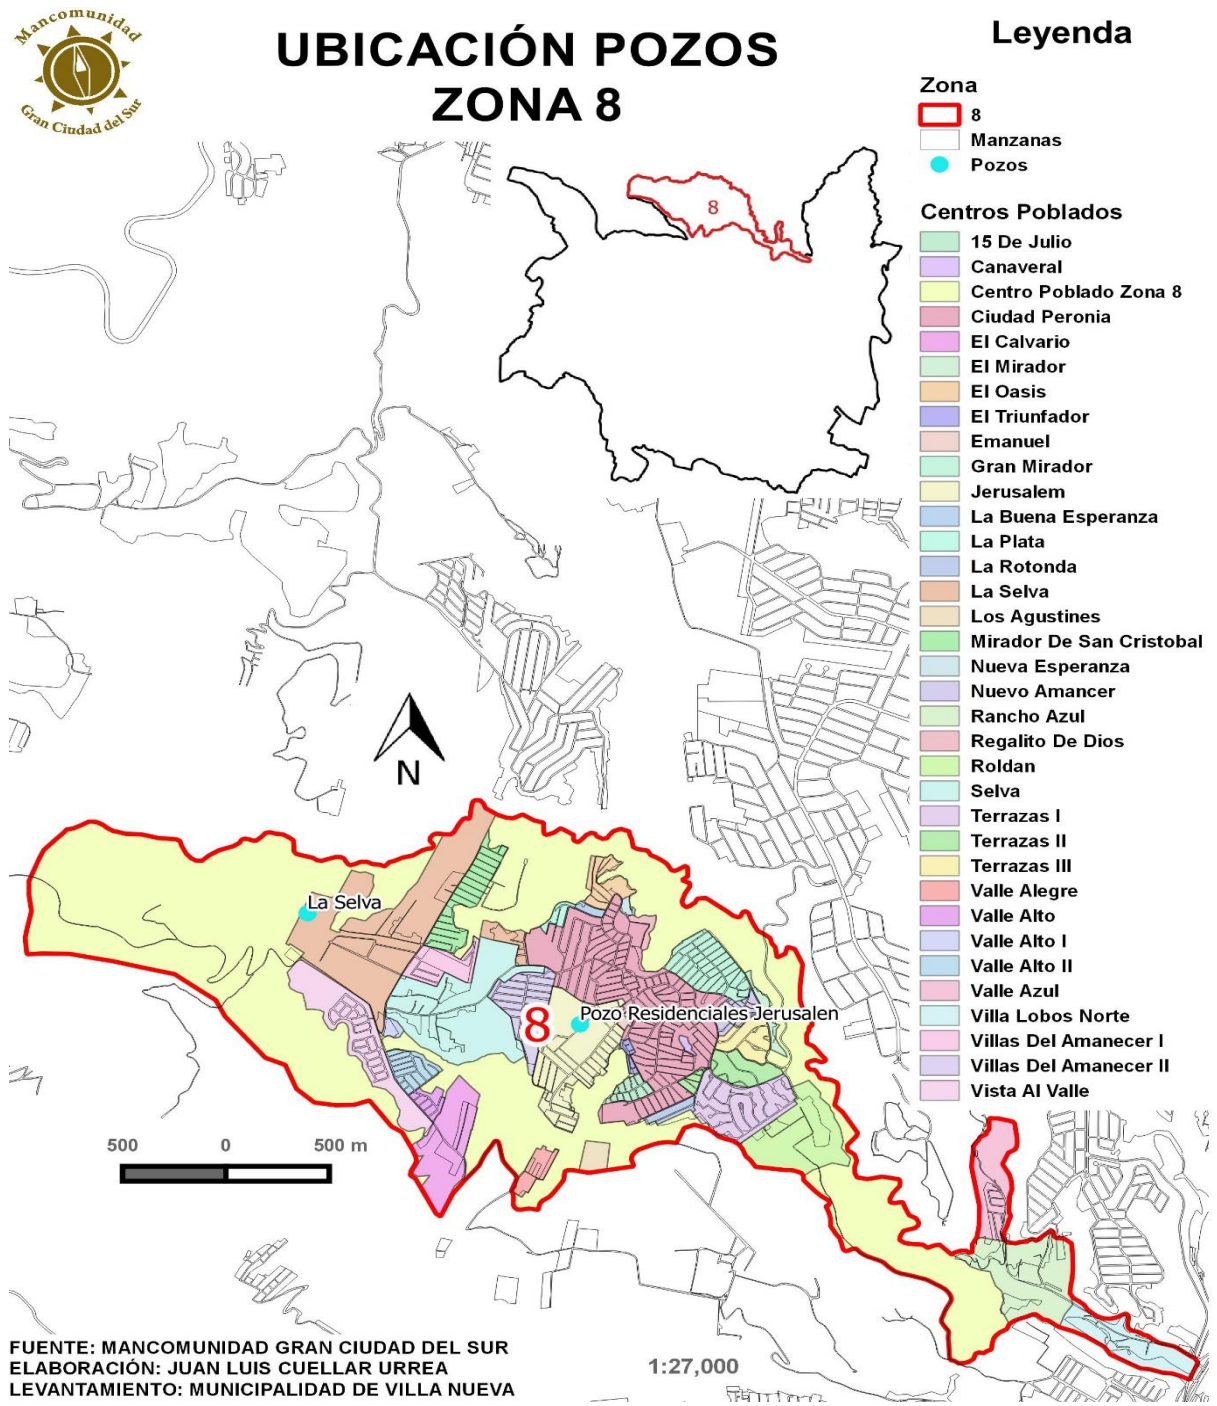 Mancomunidad
Gran Ciudad del Sur
UBICACIÓN POZOS
ZONA 8
Leyenda
Zona
8
Manzanas
Pozos
Centros Poblados
15 De Julio
Canaveral
Centro Poblado Zona 8
Ciudad Peronia
El Calvario
El Mirador
El Oasis
El Triunfador
Emanuel
Gran Mirador
Jerusalem
La Buena Esperanza
La Plata
La Rotonda
La Selva
Los Agustines
Mirador De San Cristobal
Nueva Esperanza
Nuevo Amancer
Rancho Azul
Regalito De Dios
Roldan
Selva
Terrazas I
Terrazas II
Terrazas III
Valle Alegre
Valle Alto
Valle Alto I
Valle Alto II
Valle Azul
Villa Lobos Norte
Villas Del Amanecer I
Villas Del Amanecer II
Vista Al Valle
8
N
La Selva
8
Pozo Residenciales Jerusalen
500 0 500 m
1:27,000
FUENTE: MANCOMUNIDAD GRAN CIUDAD DEL SUR
ELABORACIÓN: JUAN LUIS CUELLAR URREA
LEVANTAMIENTO: MUNICIPALIDAD DE VILLA NUEVA